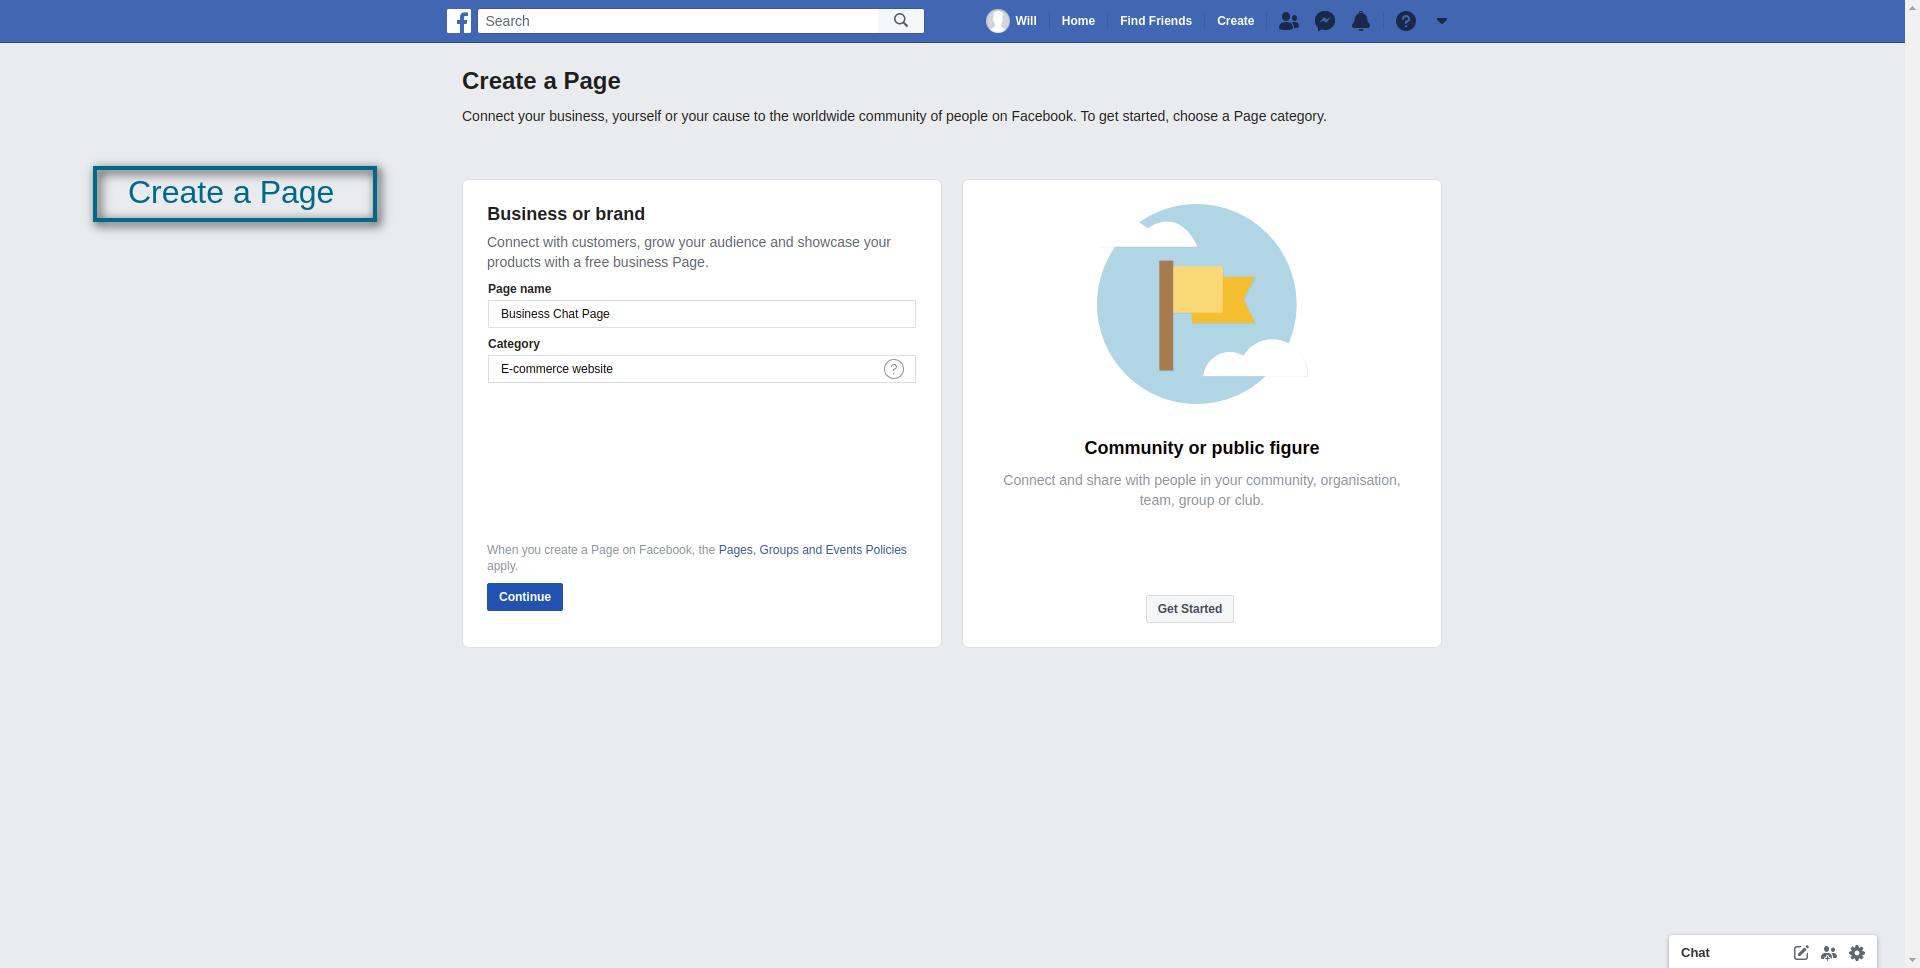 Search
Will
Home
Find Friends
Create
Create a Page
Connect your business, yourself or your cause to the worldwide community of people on Facebook. To get started, choose a Page category.
Create a Page
Business or brand
Connect with customers, grow your audience and showcase your
products with a free business Page.
Page name
Business Chat Page
Category
E-commerce website
?
When you create a Page on Facebook, the Pages, Groups and Events Policies
apply.
Continue
Community or public figure
Connect and share with people in your community, organisation,
team, group or club.
Get Started
Chat